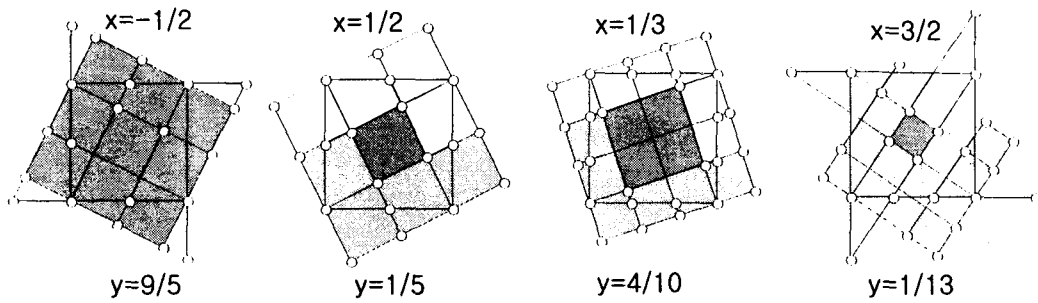 x=-1/2 x=1/2 x=1/3 x=3/2
y=9/5 y=1/5 y=4/10 y=1/13